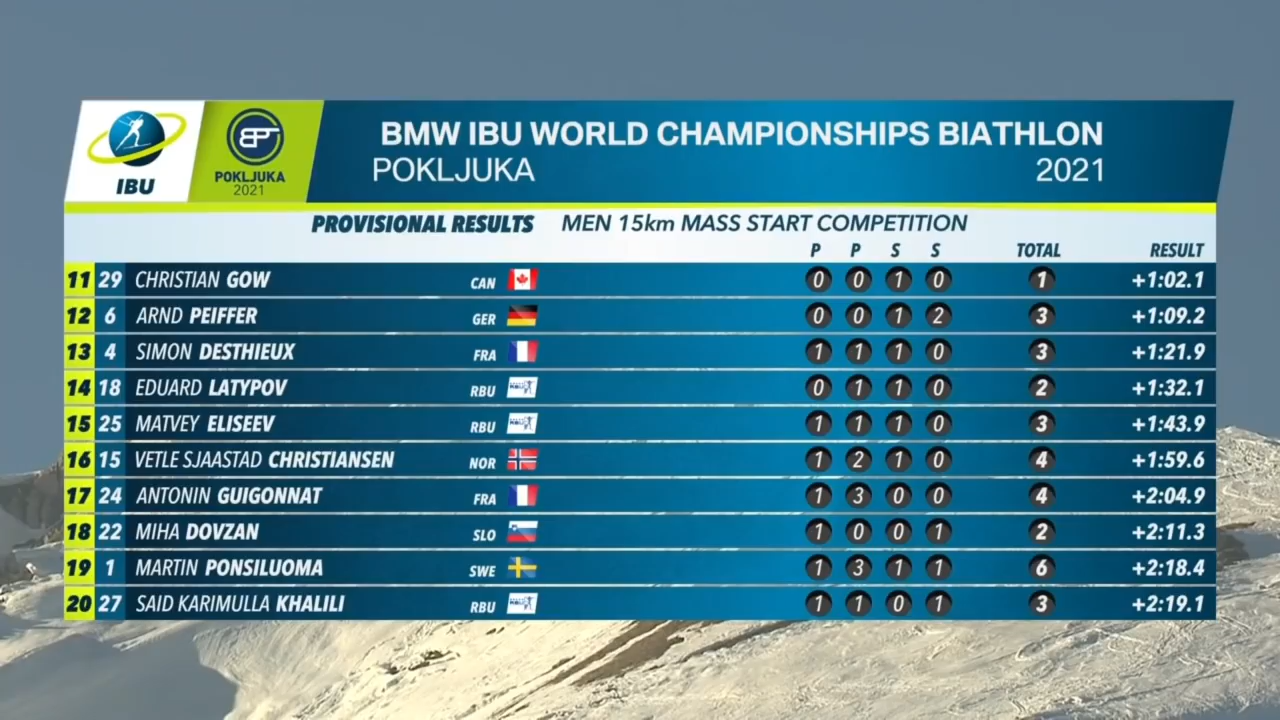 BMW IBU WORLD CHAMPIONSHIPS BIATHLON
POKLJUKA 2021
IBU
POKLJUKA
2021
PROVISIONAL RESULTS MEN 15km MASS START COMPETITION
P P S S TOTAL RESULT
11 29 CHRISTIAN GOW CAN 0 0 1 0 1 +1:02.1
12 6 ARND PEIFFER GER 0 0 1 2 3 +1:09.2
13 4 SIMON DESTHIEUX FRA 1 1 1 0 3 +1:21.9
14 18 EDUARD LATYPOV RBU 0 1 1 0 2 +1:32.1
15 25 MATVEY ELISEEV RBU 1 1 1 0 3 +1:43.9
16 15 VETLE SJAASTAD CHRISTIANSEN NOR 1 2 1 0 4 +1:59.6
17 24 ANTONIN GUIGONNAT FRA 1 3 0 0 4 +2:04.9
18 22 MIHA DOVZAN SLO 1 0 0 1 2 +2:11.3
19 1 MARTIN PONSILUOMA SWE 1 3 1 1 6 +2:18.4
20 27 SAID KARIMULLA KHALILI RBU 1 1 0 1 3 +2:19.1